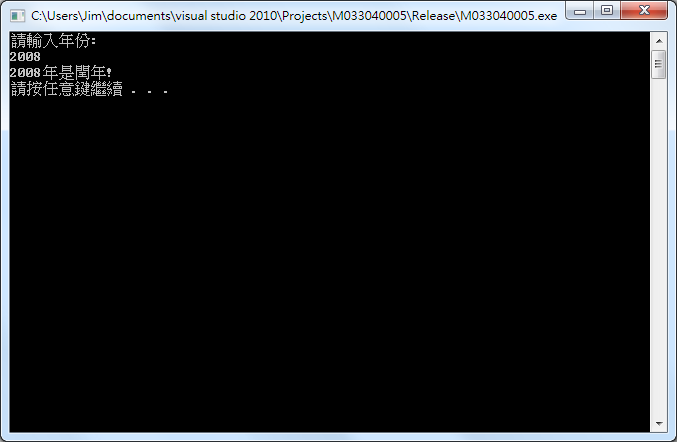 C:\Users\Jim\documents\visual studio 2010\Projects\M033040005\Release\M033040005.exe
請輸入年份:
2008
2008年是閏年!
請按任意鍵繼續 . . .